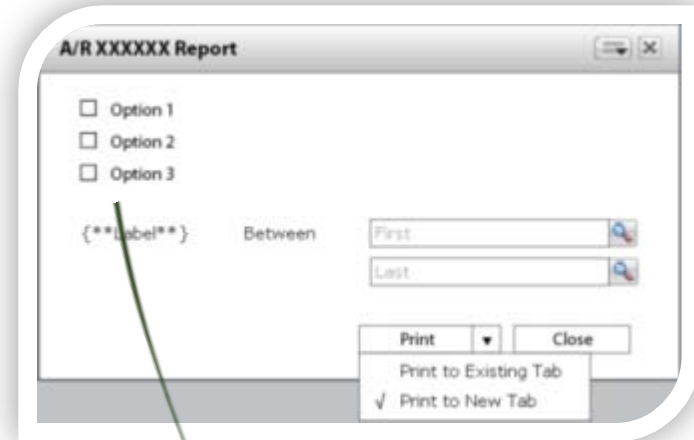 A/R XXXXXX Report
Option 1
Option 2
Option 3
{**Label**} Between First
Last
Print Close
Print to Existing Tab
√ Print to New Tab